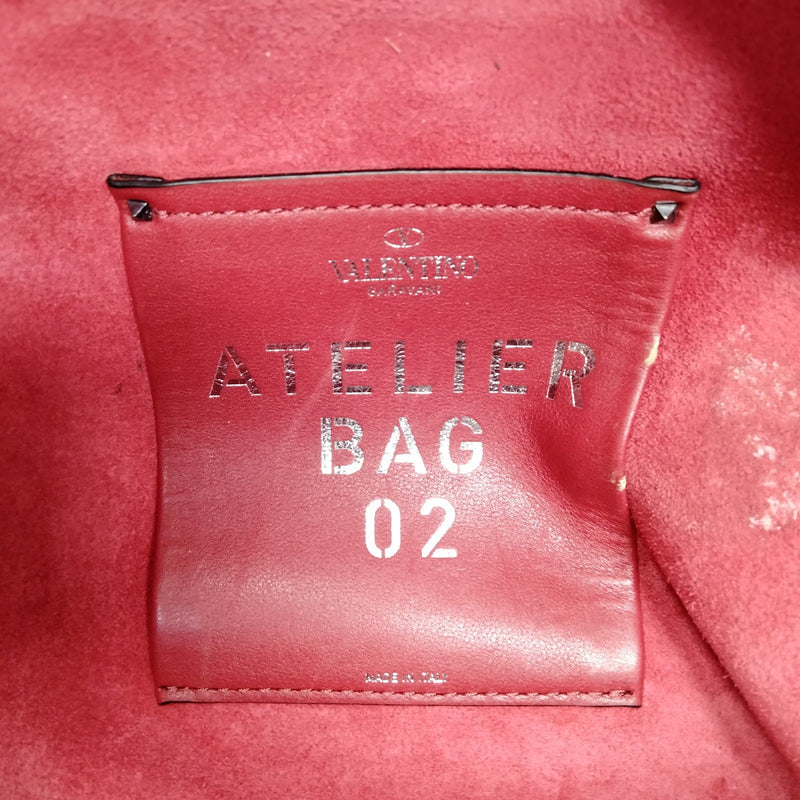 VALENTINO
GARAVANI
ATELIER
BAG
02
MADE IN ITALY